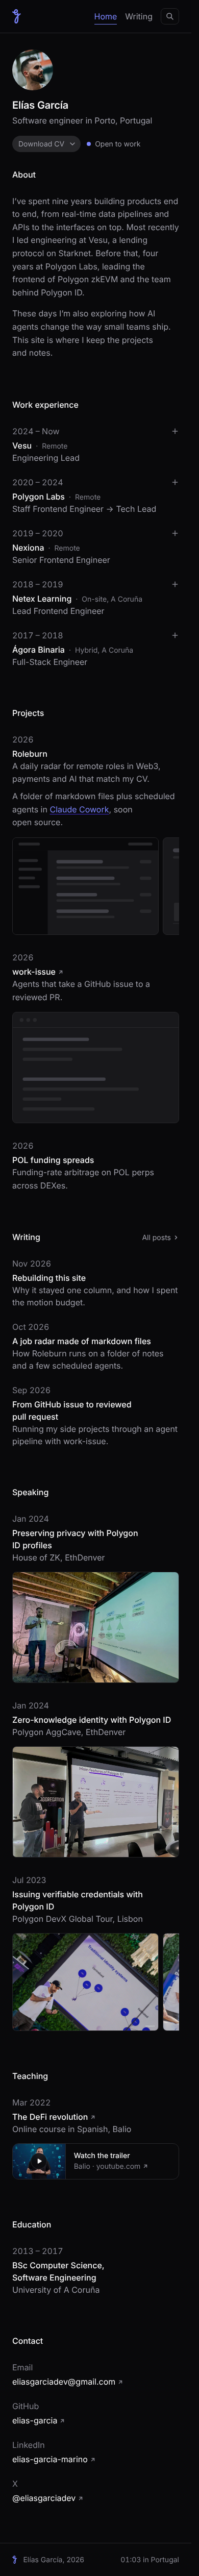 Home Writing
Elías García
Software engineer in Porto, Portugal
Download CV
Open to work
About
I've spent nine years building products end
to end, from real-time data pipelines and
APIs to the interfaces on top. Most recently
I led engineering at Vesu, a lending
protocol on Starknet. Before that, four
years at Polygon Labs, leading the
frontend of Polygon zkEVM and the team
behind Polygon ID.
These days I'm also exploring how AI
agents change the way small teams ship.
This site is where I keep the projects
and notes.
Work experience
2024 – Now
Vesu · Remote
Engineering Lead
2020 – 2024
Polygon Labs · Remote
Staff Frontend Engineer → Tech Lead
2019 – 2020
Nexiona · Remote
Senior Frontend Engineer
2018 – 2019
Netex Learning · On-site, A Coruña
Lead Frontend Engineer
2017 – 2018
Ágora Binaria · Hybrid, A Coruña
Full-Stack Engineer
Projects
2026
Roleburn
A daily radar for remote roles in Web3,
payments and AI that match my CV.
A folder of markdown files plus scheduled
agents in Claude Cowork, soon
open source.
2026
work-issue ↗
Agents that take a GitHub issue to a
reviewed PR.
2026
POL funding spreads
Funding-rate arbitrage on POL perps
across DEXes.
Writing
All posts ›
Nov 2026
Rebuilding this site
Why it stayed one column, and how I spent
the motion budget.
Oct 2026
A job radar made of markdown files
How Roleburn runs on a folder of notes
and a few scheduled agents.
Sep 2026
From GitHub issue to reviewed
pull request
Running my side projects through an agent
pipeline with work-issue.
Speaking
Jan 2024
Preserving privacy with Polygon
ID profiles
House of ZK, EthDenver
Jan 2024
Zero-knowledge identity with Polygon ID
Polygon AggCave, EthDenver
Jul 2023
Issuing verifiable credentials with
Polygon ID
Polygon DevX Global Tour, Lisbon
Teaching
Mar 2022
The DeFi revolution ↗
Online course in Spanish, Balio
Watch the trailer
Balio · youtube.com ↗
Education
2013 – 2017
BSc Computer Science,
Software Engineering
University of A Coruña
Contact
Email
eliasgarciadev@gmail.com ↗
GitHub
elias-garcia ↗
LinkedIn
elias-garcia-marino ↗
X
@eliasgarciadev ↗
Elías García, 2026
01:03 in Portugal